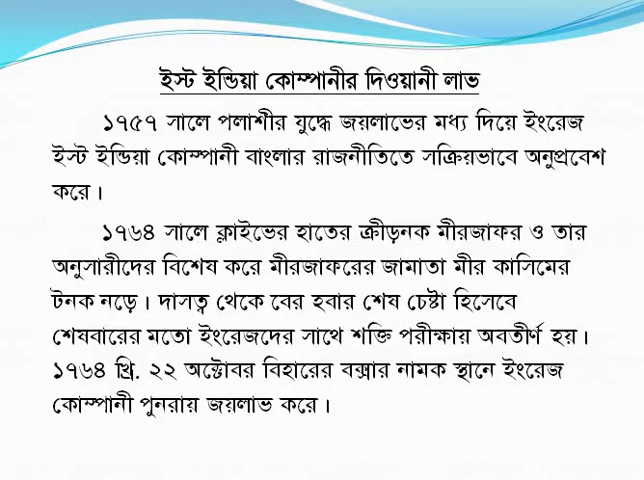 ইস্ট ইন্ডিয়া কোম্পানীর দিওয়ানী লাভ
১৭৫৭ সালে পলাশীর যুদ্ধে জয়লাভের মধ্য দিয়ে ইংরেজ
ইস্ট ইন্ডিয়া কোম্পানী বাংলার রাজনীতিতে সক্রিয়ভাবে অনুপ্রবেশ
করে।
১৭৬৪ সালে ক্লাইভের হাতের ক্রীড়নক মীরজাফর ও তার
অনুসারীদের বিশেষ করে মীরজাফরের জামাতা মীর কাসিমের
টনক নড়ে। দাসত্ব থেকে বের হবার শেষ চেষ্টা হিসেবে
শেষবারের মতো ইংরেজদের সাথে শক্তি পরীক্ষায় অবতীর্ণ হয়।
১৭৬৪ খ্রি. ২২ অক্টোবর বিহারের বক্সার নামক স্থানে ইংরেজ
কোম্পানী পুনরায় জয়লাভ করে।